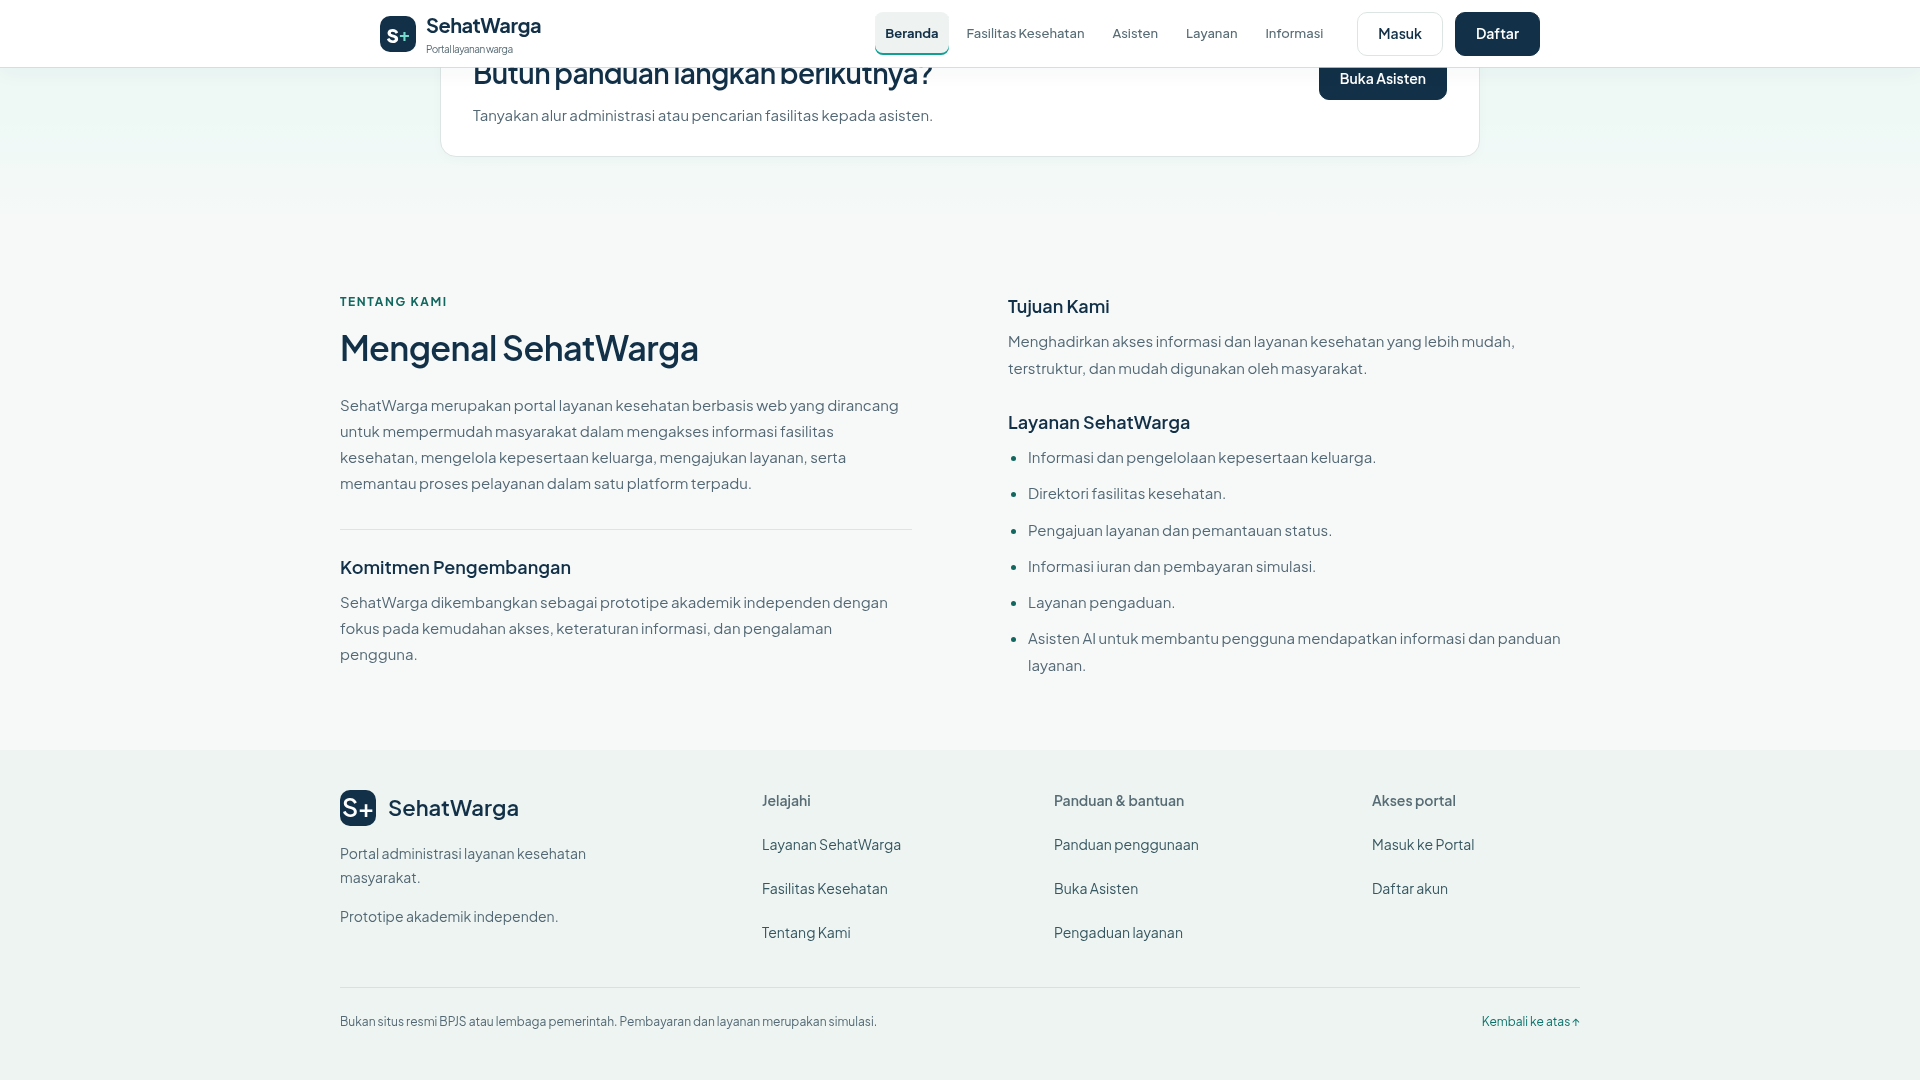 S+
SehatWarga
Portal layanan warga
Beranda
Fasilitas Kesehatan
Asisten
Layanan
Informasi
Masuk
Daftar
Butuh panduan langkah berikutnya?
Tanyakan alur administrasi atau pencarian fasilitas kepada asisten.
Buka Asisten
TENTANG KAMI
Mengenal SehatWarga
SehatWarga merupakan portal layanan kesehatan berbasis web yang dirancang
untuk mempermudah masyarakat dalam mengakses informasi fasilitas
kesehatan, mengelola kepesertaan keluarga, mengajukan layanan, serta
memantau proses pelayanan dalam satu platform terpadu.
Komitmen Pengembangan
SehatWarga dikembangkan sebagai prototipe akademik independen dengan
fokus pada kemudahan akses, keteraturan informasi, dan pengalaman
pengguna.
Tujuan Kami
Menghadirkan akses informasi dan layanan kesehatan yang lebih mudah,
terstruktur, dan mudah digunakan oleh masyarakat.
Layanan SehatWarga
• Informasi dan pengelolaan kepesertaan keluarga.
• Direktori fasilitas kesehatan.
• Pengajuan layanan dan pemantauan status.
• Informasi iuran dan pembayaran simulasi.
• Layanan pengaduan.
• Asisten AI untuk membantu pengguna mendapatkan informasi dan panduan
layanan.
S+
SehatWarga
Portal administrasi layanan kesehatan
masyarakat.
Prototipe akademik independen.
Jelajahi
Layanan SehatWarga
Fasilitas Kesehatan
Tentang Kami
Panduan & bantuan
Panduan penggunaan
Buka Asisten
Pengaduan layanan
Akses portal
Masuk ke Portal
Daftar akun
Bukan situs resmi BPJS atau lembaga pemerintah. Pembayaran dan layanan merupakan simulasi.
Kembali ke atas ↑